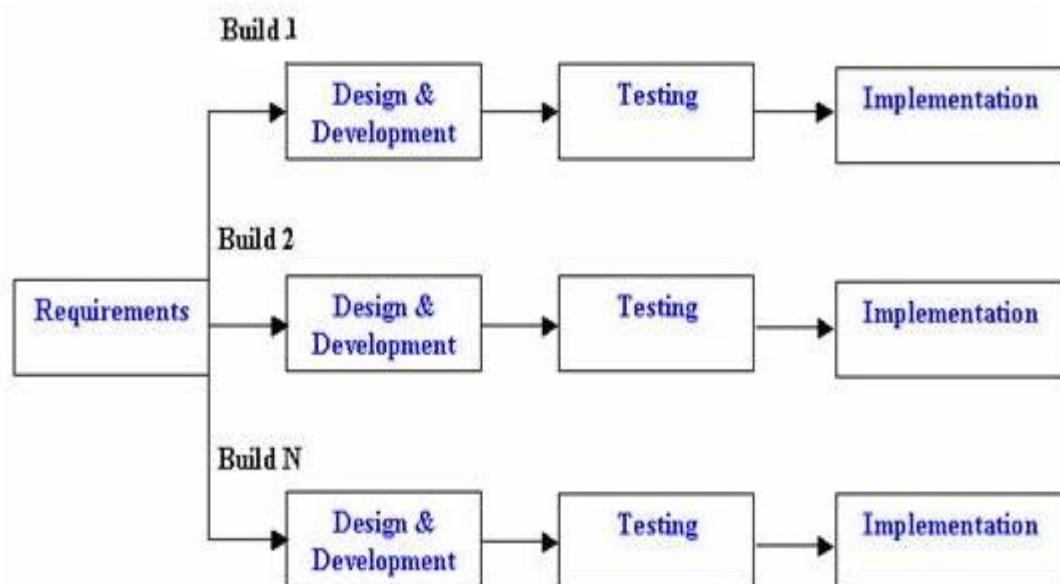 Build 1
Design &
Development
Testing
Implementation
Build 2
Requirements
Design &
Development
Testing
Implementation
Build N
Design &
Development
Testing
Implementation